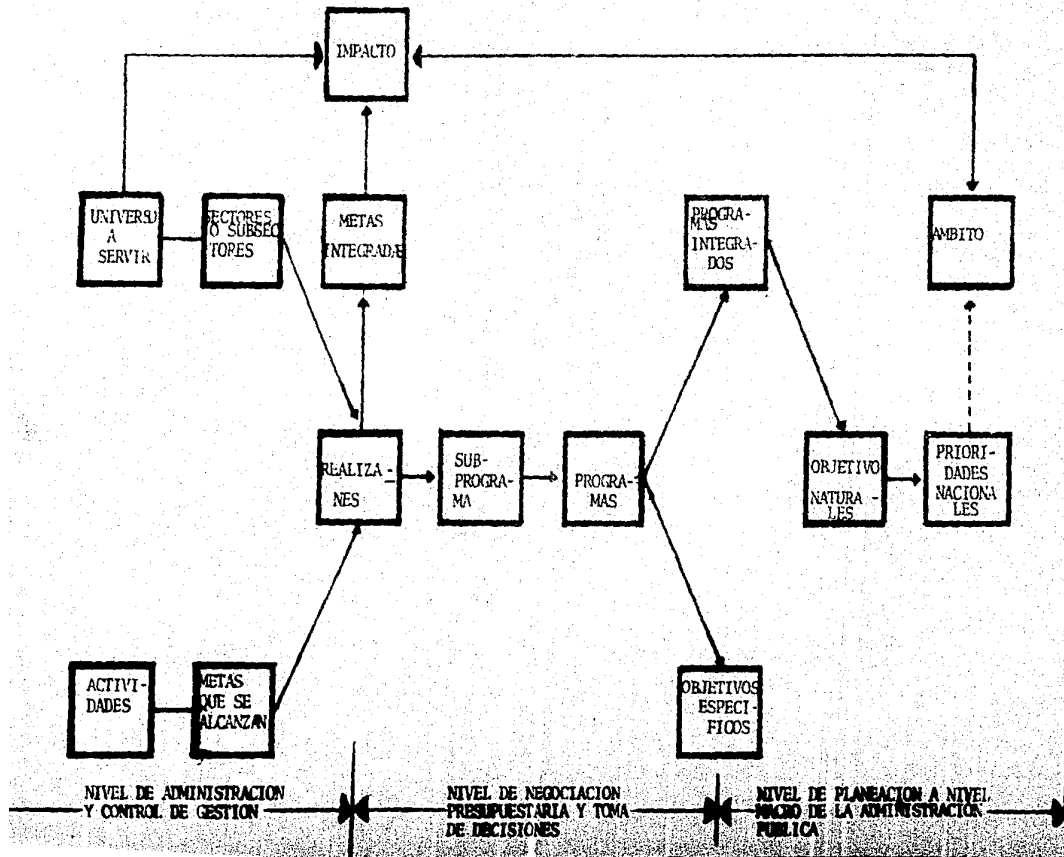 IMPACTO
UNIVERSO
A
SERVIR
SECTORES
O SUBSEC
TORES
METAS
INTEGRADAS
PROGRA-
MAS
INTEGRA-
DOS
AMBITO
REALIZA_
NES
SUB-
PROGRA-
MA
PROGRA-
MAS
OBJETIVO
NATURA-
LES
PRIORI-
DADES
NACIONA
LES
ACTIVI-
DADES
METAS
QUE SE
ALCANZAN
OBJETIVOS
ESPECI-
FICOS
NIVEL DE ADMINISTRACION
Y CONTROL DE GESTION
NIVEL DE NEGOCIACION
PRESUPUESTARIA Y TOMA
DE DECISIONES
NIVEL DE PLANEACION A NIVEL
MACRO DE LA ADMINISTRACION
PUBLICA